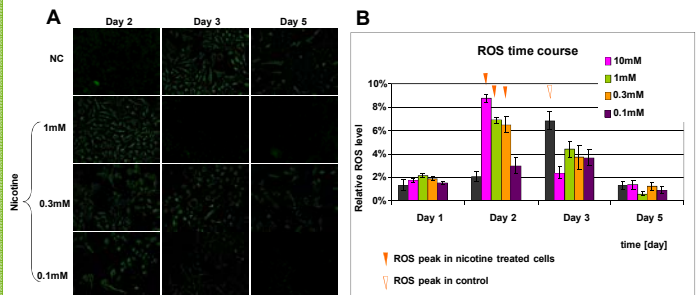 A
Day 2
Day 3
Day 5
NC
Nicotine
1mM
0.3mM
0.1mM
B
ROS time course
10mM
1mM
0.3mM
0.1mM
Relative ROS level
10%
8%
6%
4%
2%
0%
Day 1
Day 2
Day 3
Day 5
time [day]
ROS peak in nicotine treated cells
ROS peak in control